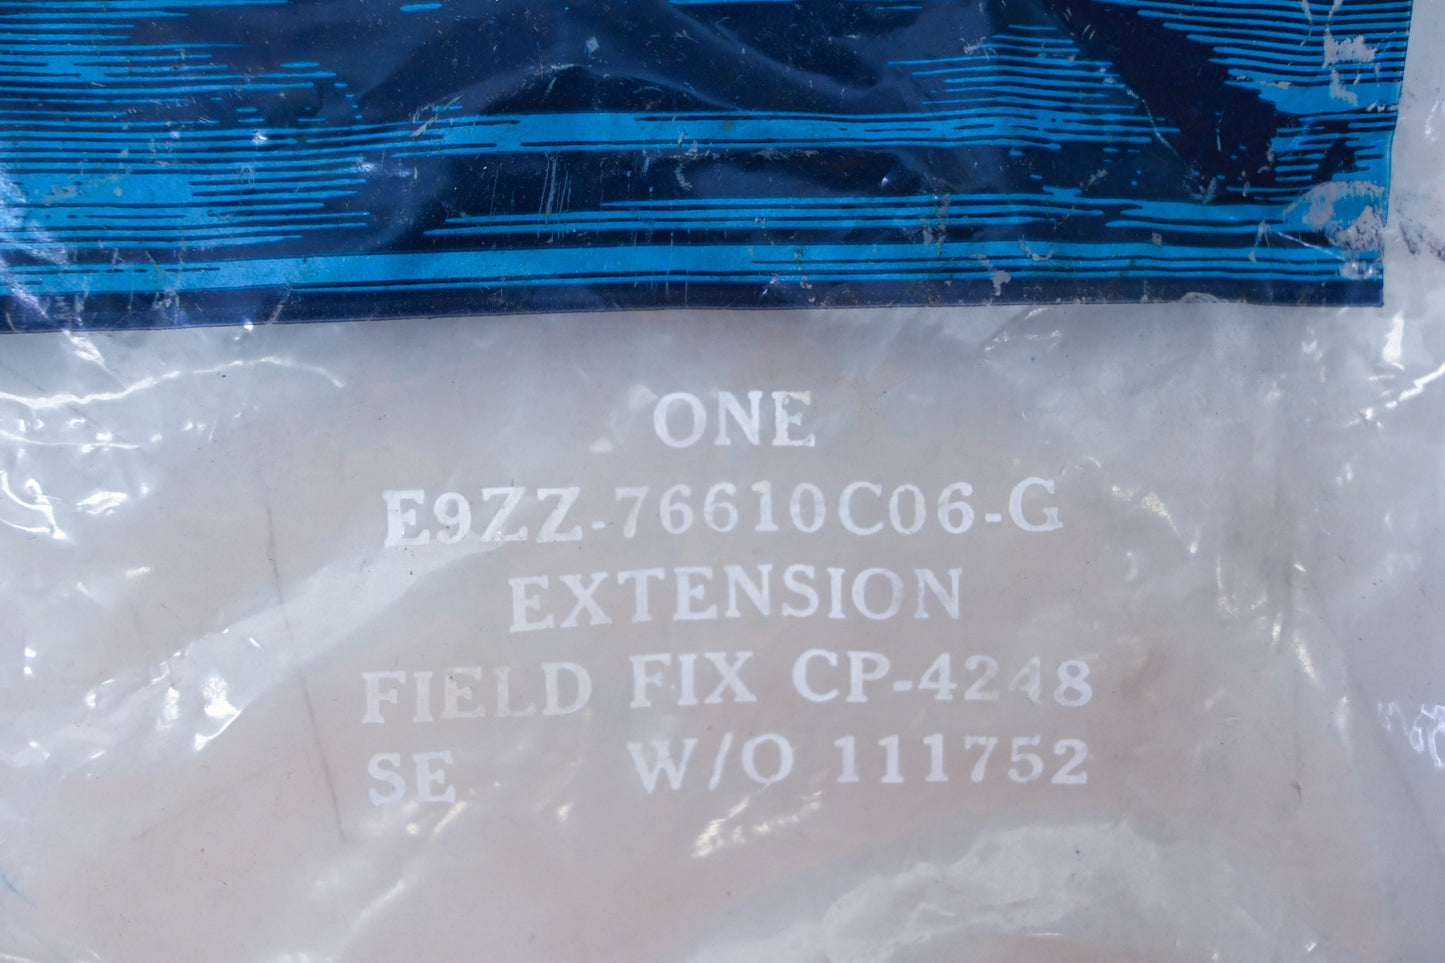 ONE
E9ZZ-76610C06-G
EXTENSION
FIELD FIX CP-4248
SE W/O 111752